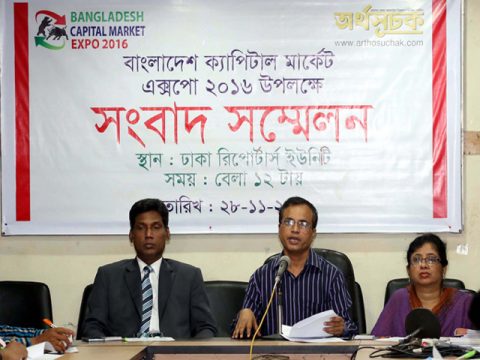 BANGLADESH
CAPITAL MARKET
EXPO 2016
অর্থসূচক
www.arthosuchak.com
বাংলাদেশ ক্যাপিটাল মার্কেট
এক্সপো ২০১৬ উপলক্ষে
সংবাদ সম্মেলন
স্থান : ঢাকা রিপোর্টার্স ইউনিটি
সময় : বেলা ১২ টায়
তারিখ : ২৮-১১-২